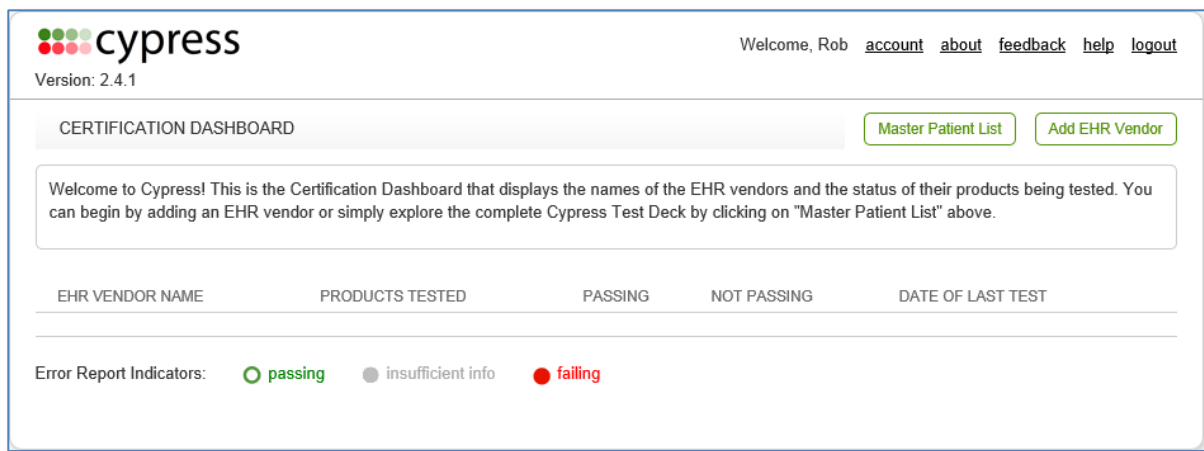 cypress
Welcome, Rob account about feedback help logout
Version: 2.4.1
CERTIFICATION DASHBOARD
Master Patient List
Add EHR Vendor
Welcome to Cypress! This is the Certification Dashboard that displays the names of the EHR vendors and the status of their products being tested. You
can begin by adding an EHR vendor or simply explore the complete Cypress Test Deck by clicking on "Master Patient List" above.
EHR VENDOR NAME PRODUCTS TESTED PASSING NOT PASSING DATE OF LAST TEST
Error Report Indicators: passing insufficient info failing